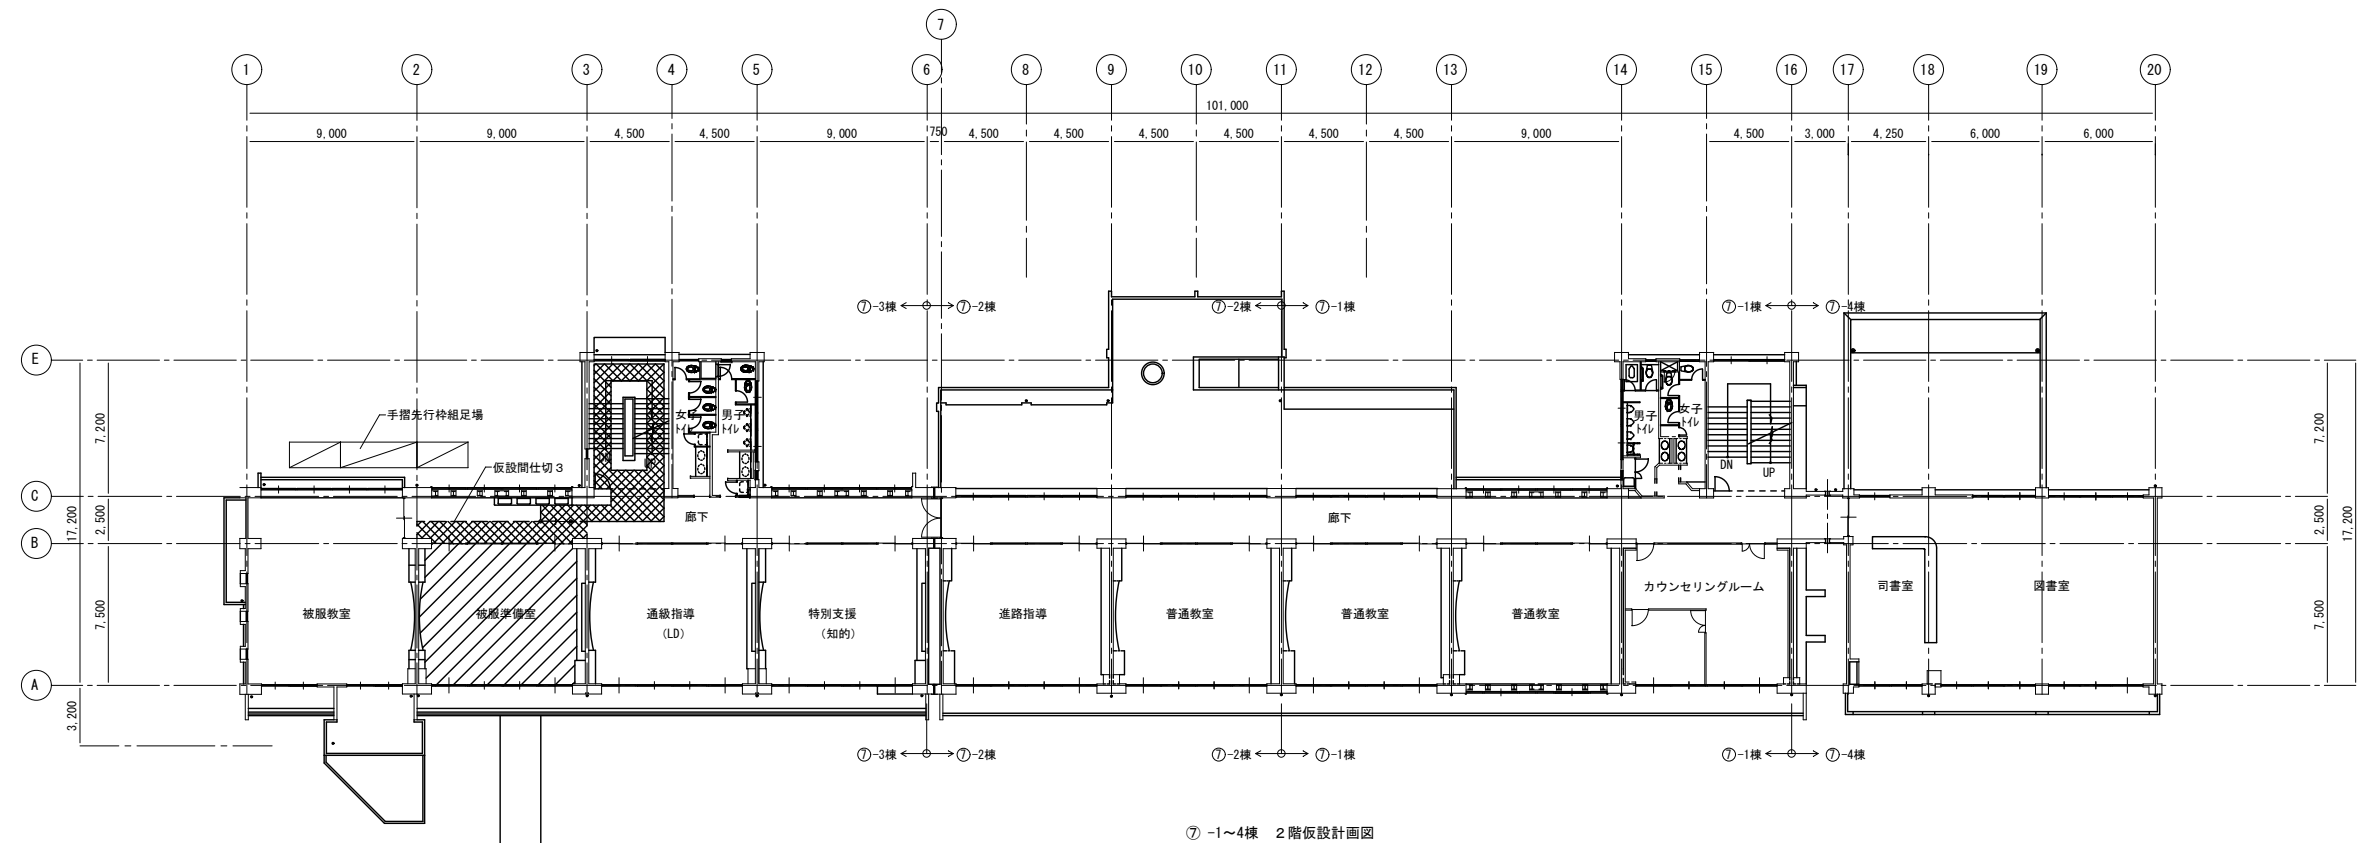 7
1 2 3 4 5 6 8 9 10 11 12 13 14 15 16 17 18 19 20
101,000
9,000 9,000 4,500 4,500 9,000 750 4,500 4,500 4,500 4,500 4,500 4,500 9,000 4,500 3,000 4,250 6,000 6,000
⑦-3棟 ⑦-2棟 ⑦-2棟 ⑦-1棟 ⑦-1棟 ⑦-4棟
E
手摺先行枠組足場
女子
トイレ
男子
トイレ
男子
トイレ
女子
トイレ
7,200
7,200
仮設間仕切3
DN
UP
C
17,200
2,500
廊下
廊下
2,500
17,200
B
7,500
被服教室
被服準備室
通級指導
(LD)
特別支援
(知的)
進路指導
普通教室
普通教室
普通教室
カウンセリングルーム
司書室
図書室
7,500
A
3,200
⑦-3棟 ⑦-2棟 ⑦-2棟 ⑦-1棟 ⑦-1棟 ⑦-4棟
⑦ -1~4棟 2階仮設計画図